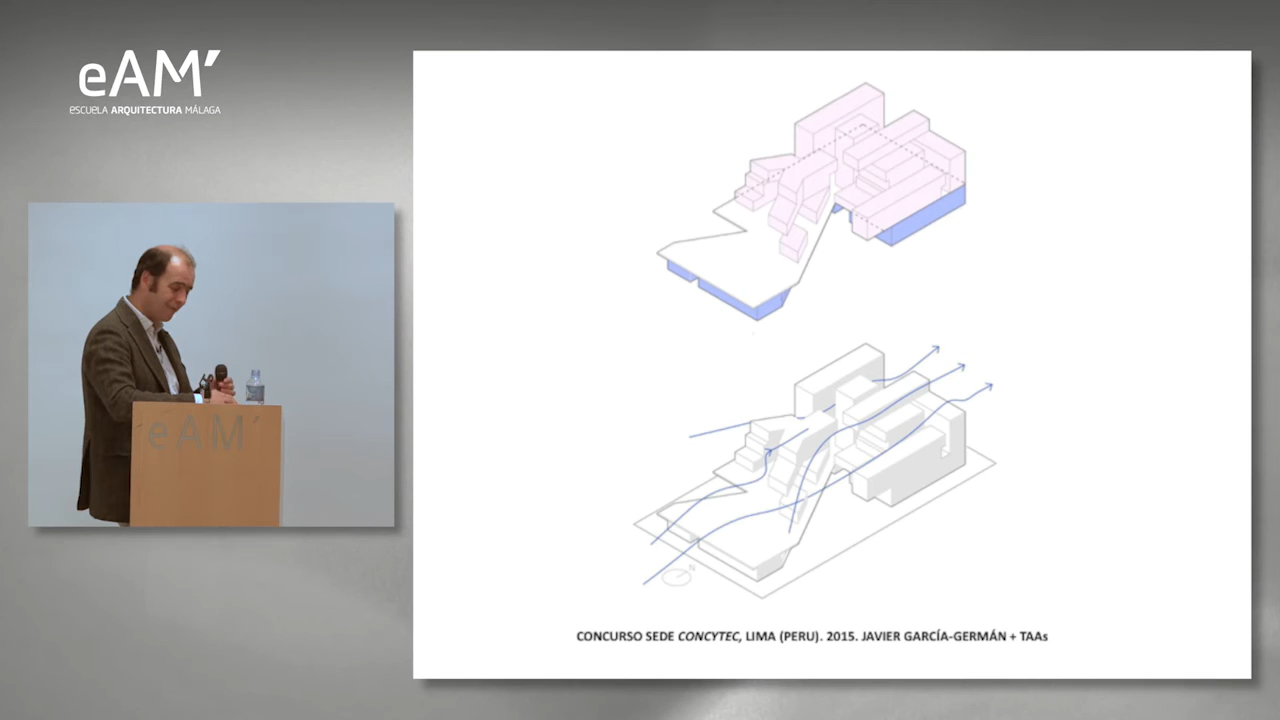 eAM'
ESCUELA ARQUITECTURA MÁLAGA
eAM'
N
CONCURSO SEDE CONCYTEC, LIMA (PERU). 2015. JAVIER GARCÍA-GERMÁN + TAAs